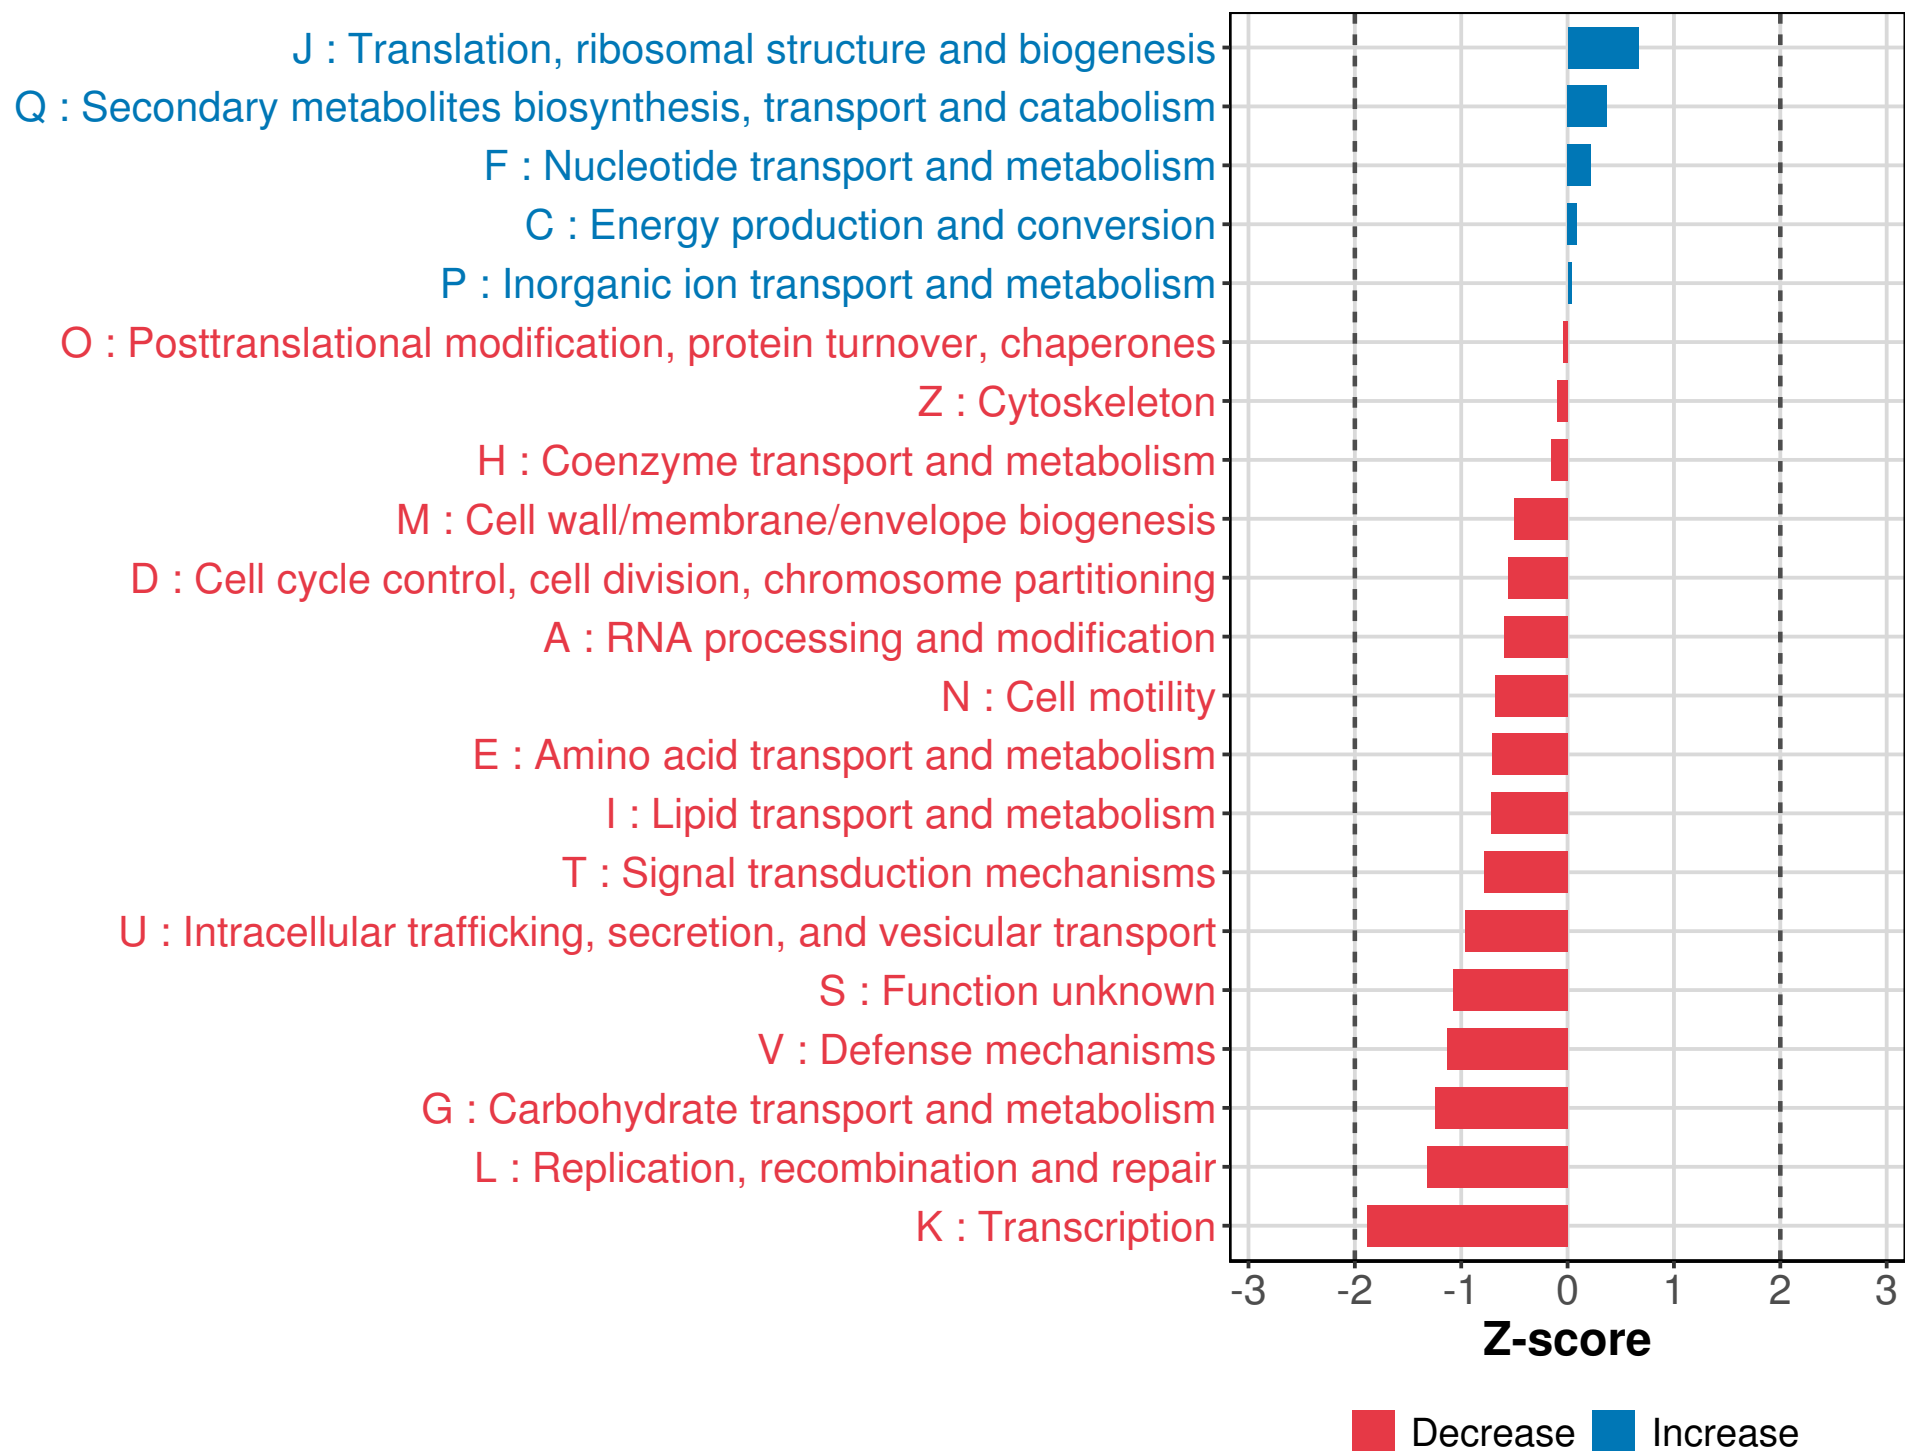 J : Translation, ribosomal structure and biogenesis
Q : Secondary metabolites biosynthesis, transport and catabolism
F : Nucleotide transport and metabolism
C : Energy production and conversion
P : Inorganic ion transport and metabolism
O : Posttranslational modification, protein turnover, chaperones
Z : Cytoskeleton
H : Coenzyme transport and metabolism
M : Cell wall/membrane/envelope biogenesis
D : Cell cycle control, cell division, chromosome partitioning
A : RNA processing and modification
N : Cell motility
E : Amino acid transport and metabolism
I : Lipid transport and metabolism
T : Signal transduction mechanisms
U : Intracellular trafficking, secretion, and vesicular transport
S : Function unknown
V : Defense mechanisms
G : Carbohydrate transport and metabolism
L : Replication, recombination and repair
K : Transcription
-3 -2 -1 0 1 2 3
Z-score
Decrease Increase